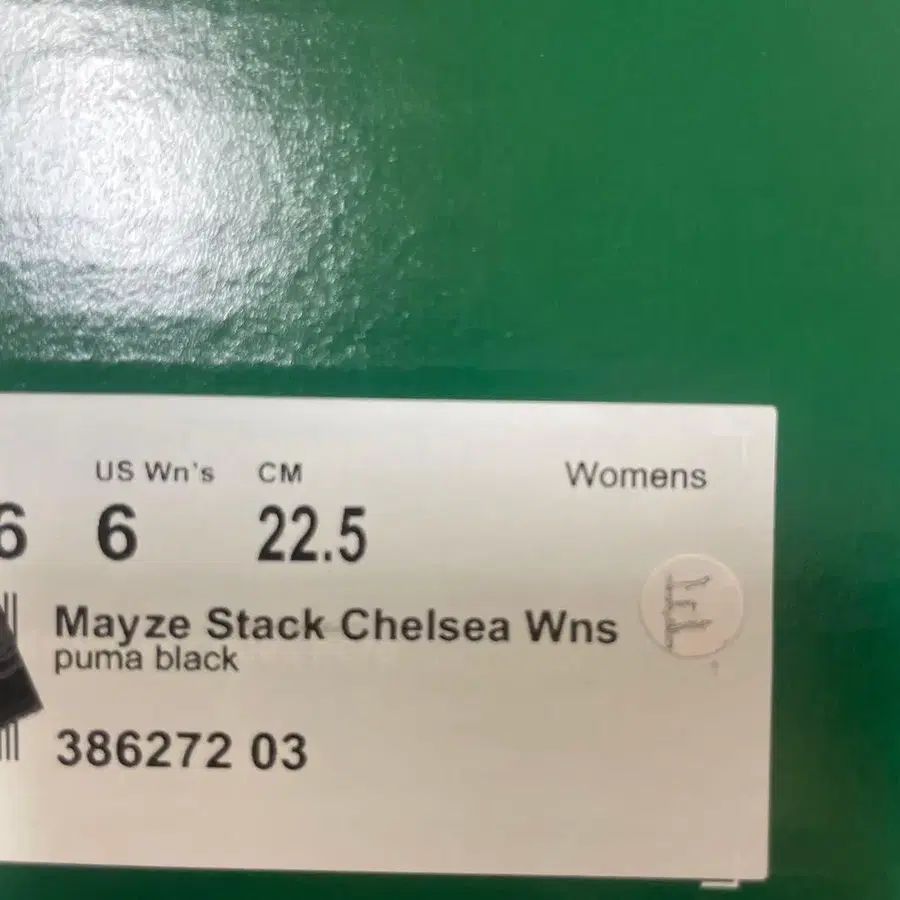 US Wn's CM Womens
6 6 22.5
Mayze Stack Chelsea Wns
puma black
386272 03